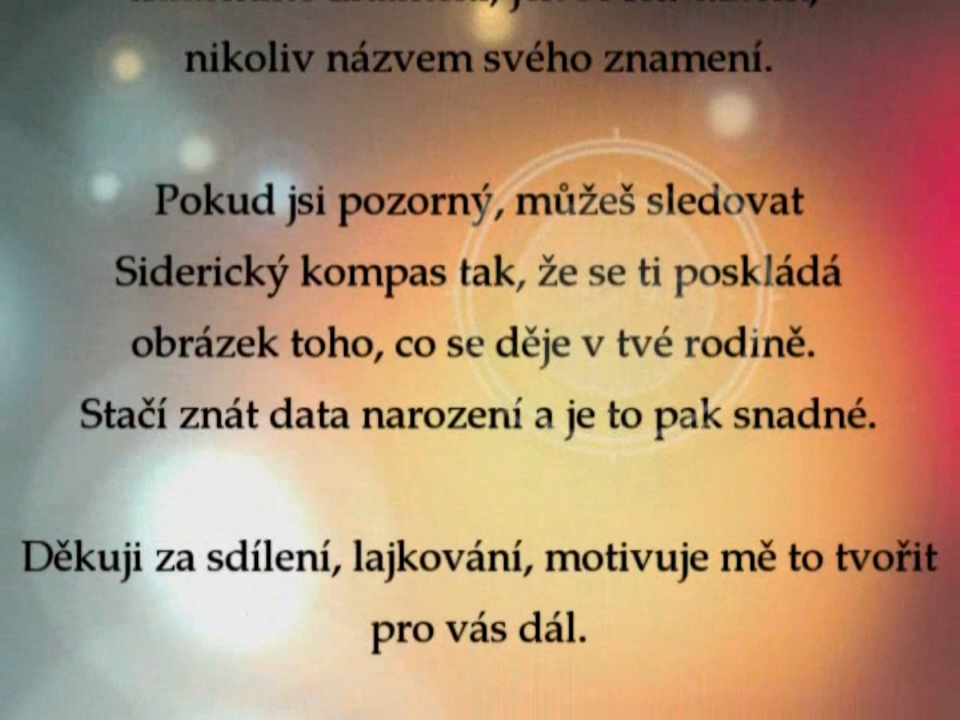 nikoliv názvem svého znamení.
Pokud jsi pozorný, můžeš sledovat
Siderický kompas tak, že se ti poskládá
obrázek toho, co se děje v tvé rodině.
Stačí znát data narození a je to pak snadné.
Děkuji za sdílení, lajkování, motivuje mě to tvořit
pro vás dál.